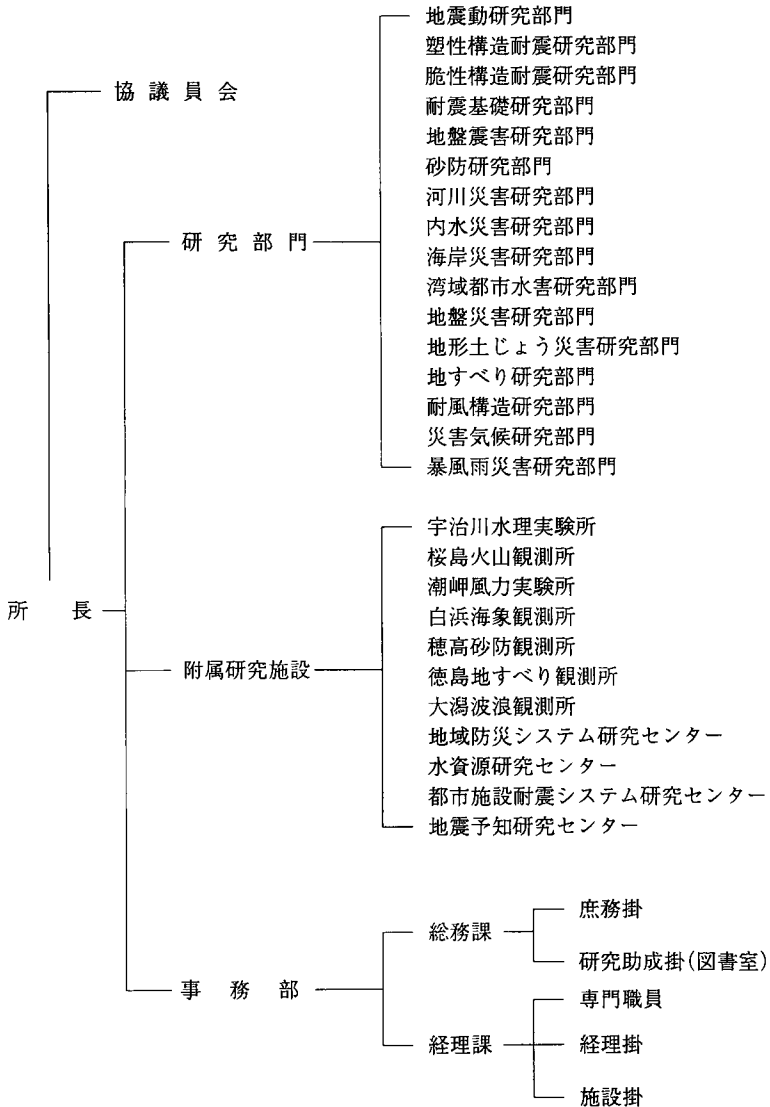 地震動研究部門
塑性構造耐震研究部門
脆性構造耐震研究部門
協議員会
耐震基礎研究部門
地盤震害研究部門
砂防研究部門
河川災害研究部門
内水災害研究部門
研究部門
海岸災害研究部門
湾域都市水害研究部門
地盤災害研究部門
地形土じょう災害研究部門
地すべり研究部門
耐風構造研究部門
災害気候研究部門
暴風雨災害研究部門
宇治川水理実験所
桜島火山観測所
潮岬風力実験所
所長
白浜海象観測所
穂高砂防観測所
附属研究施設
徳島地すべり観測所
大潟波浪観測所
地域防災システム研究センター
水資源研究センター
都市施設耐震システム研究センター
地震予知研究センター
庶務掛
総務課
研究助成掛(図書室)
事務部
専門職員
経理課
経理掛
施設掛